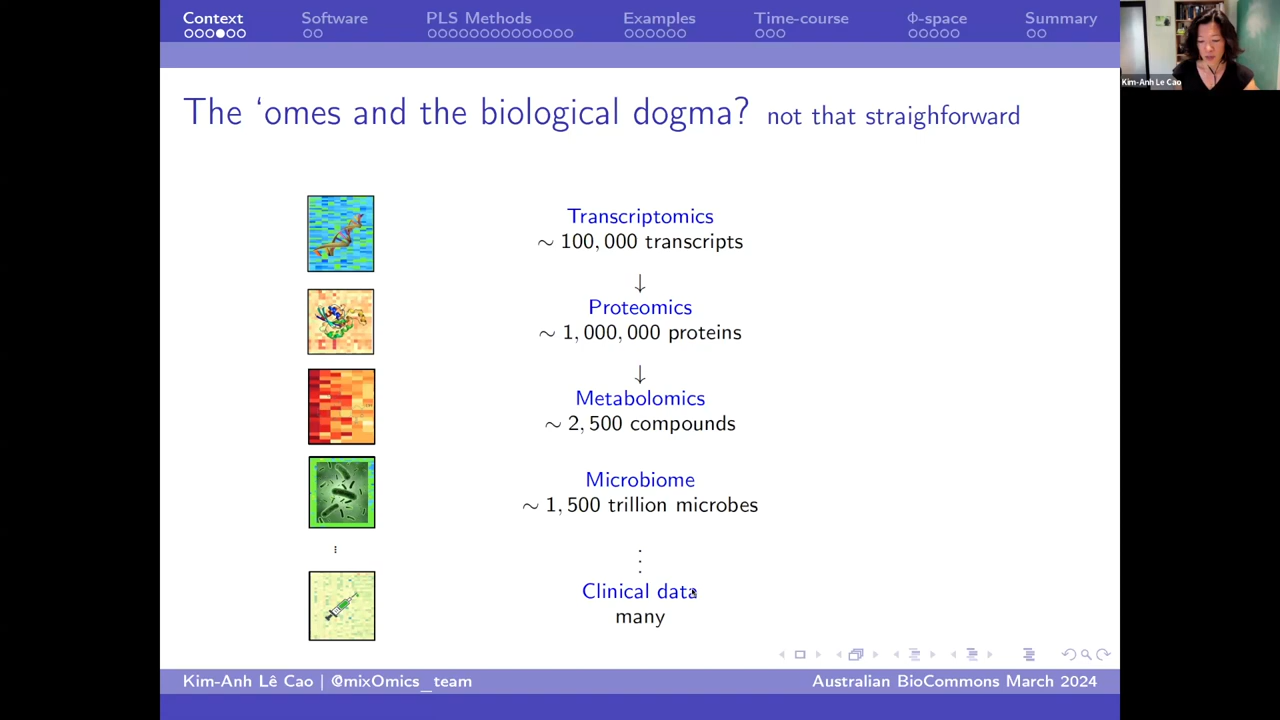 Context Software PLS Methods Examples Time-course Φ-space Summary
Kim-Anh Le Cao
The ‘omes and the biological dogma? not that straighforward
Transcriptomics
∼ 100, 000 transcripts
↓
Proteomics
∼ 1, 000, 000 proteins
↓
Metabolomics
∼ 2, 500 compounds
Microbiome
∼ 1, 500 trillion microbes
⋮
Clinical data
many
Kim-Anh Lê Cao | @mixOmics_team Australian BioCommons March 2024